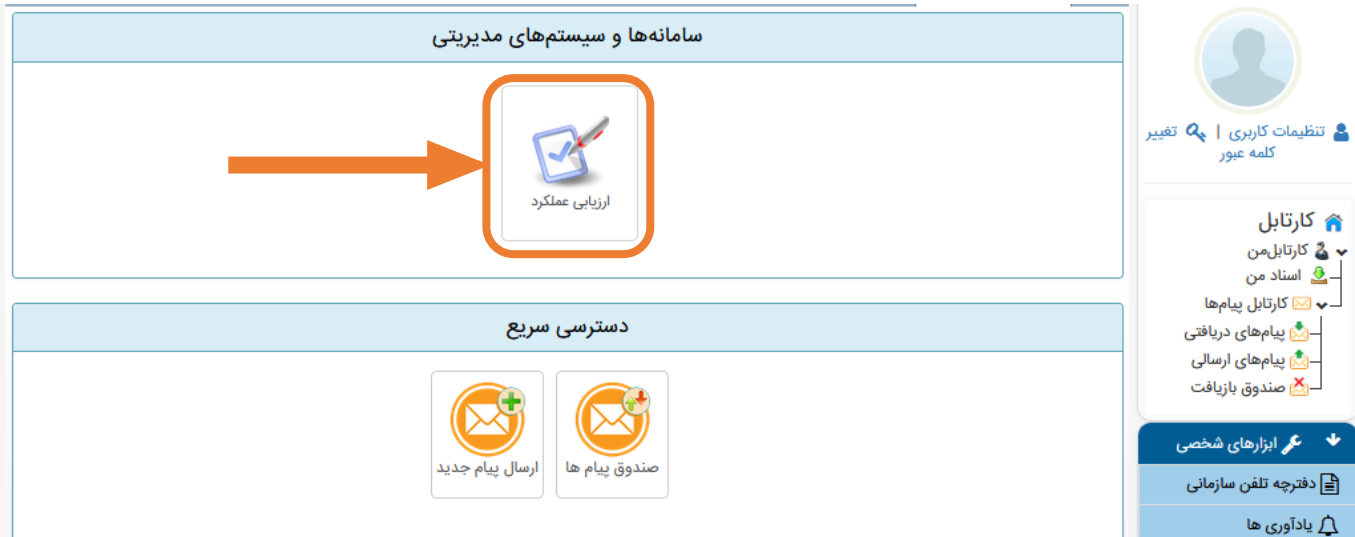 سامانه‌ها و سیستم‌های مدیریتی
ارزیابی عملکرد
دسترسی سریع
صندوق پیام ها
ارسال پیام جدید
تنظیمات کاربری | تغییر
کلمه عبور
کارتابل
کارتابل‌من
اسناد من
کارتابل پیام‌ها
پیام‌های دریافتی
پیام‌های ارسالی
صندوق بازیافت
ابزارهای شخصی
دفترچه تلفن سازمانی
یادآوری ها